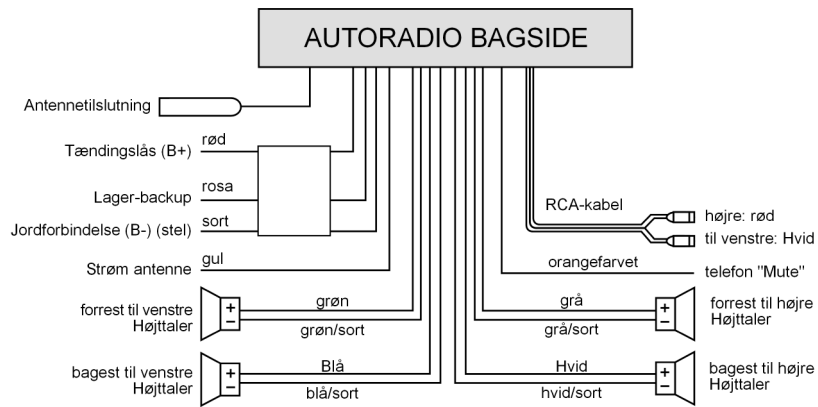 AUTORADIO BAGSIDE
Antennetilslutning
rød
Tændingslås (B+)
rosa
Lager-backup
sort
Jordforbindelse (B-) (stel)
gul
Strøm antenne
forrest til venstre
Højttaler
+
−
grøn
grøn/sort
bagest til venstre
Højttaler
+
−
Blå
blå/sort
RCA-kabel
højre: rød
til venstre: Hvid
orangefarvet
telefon "Mute"
grå
grå/sort
+
−
forrest til højre
Højttaler
Hvid
hvid/sort
+
−
bagest til højre
Højttaler